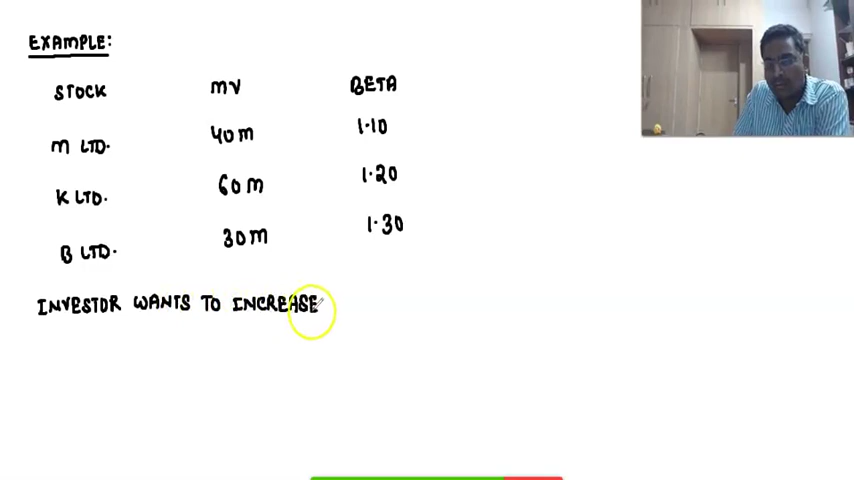 EXAMPLE:
STOCK MV BETA
M LTD. 40M 1.10
K LTD. 60M 1.20
B LTD. 30M 1.30
INVESTOR WANTS TO INCREASE